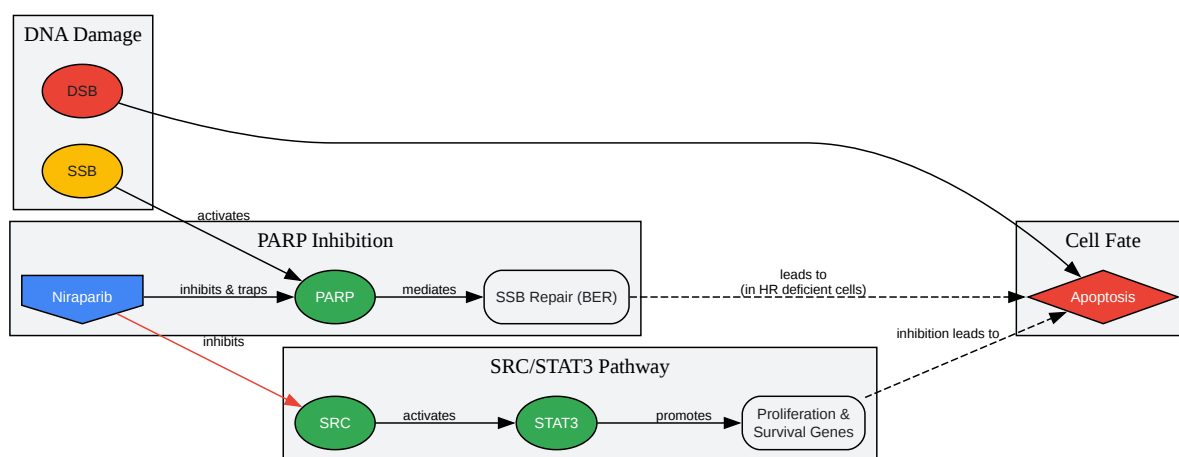 DNA Damage
DSB
SSB
activates
PARP Inhibition
Cell Fate
Niraparib
inhibits & traps
PARP
mediates
SSB Repair (BER)
leads to
(in HR deficient cells)
Apoptosis
inhibits
inhibition leads to
SRC/STAT3 Pathway
SRC
activates
STAT3
promotes
Proliferation &
Survival Genes